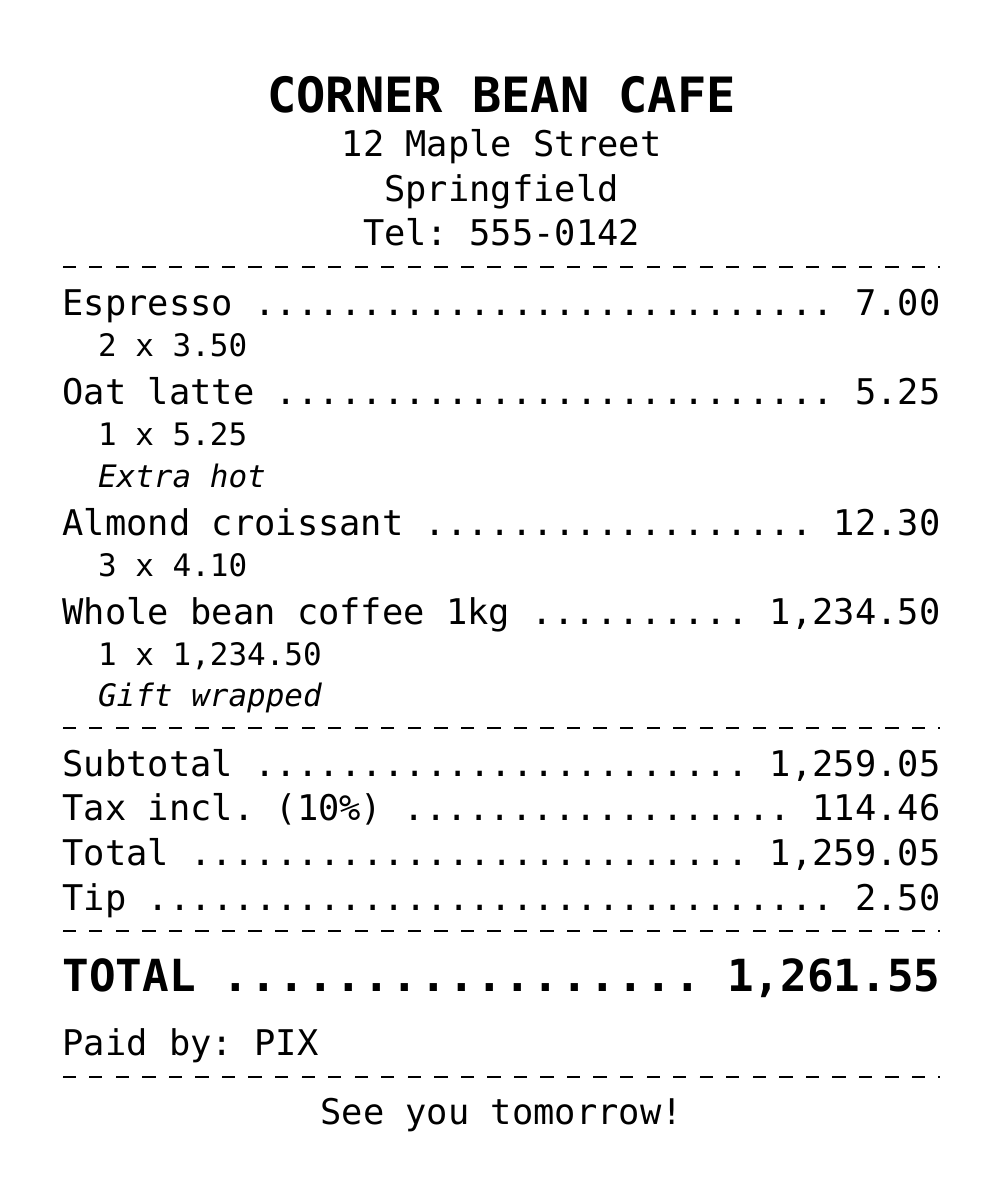 CORNER BEAN CAFE
12 Maple Street
Springfield
Tel: 555-0142
Espresso ........................... 7.00
2 x 3.50
Oat latte .......................... 5.25
1 x 5.25
Extra hot
Almond croissant .................. 12.30
3 x 4.10
Whole bean coffee 1kg .......... 1,234.50
1 x 1,234.50
Gift wrapped
Subtotal ....................... 1,259.05
Tax incl. (10%) .................. 114.46
Total .......................... 1,259.05
Tip ................................ 2.50
TOTAL ................. 1,261.55
Paid by: PIX
See you tomorrow!